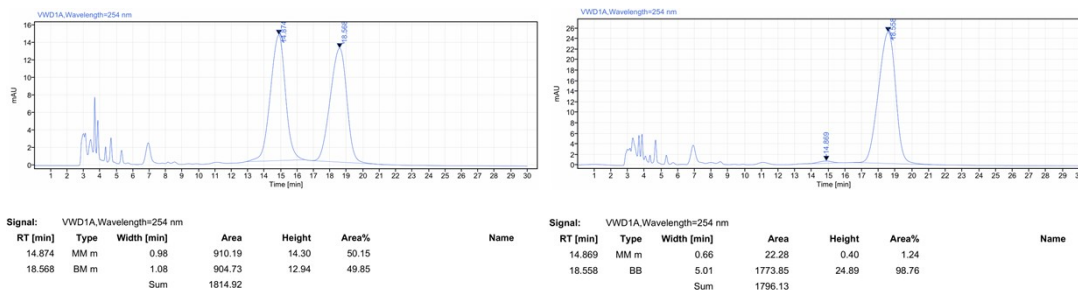 VWD1A,Wavelength=254 nm
16
14
12
10
8
6
4
2
0
mAU
14.874
18.568
1 2 3 4 5 6 7 8 9 10 11 12 13 14 15 16 17 18 19 20 21 22 23 24 25 26 27 28 29 30
Time [min]
Signal: VWD1A,Wavelength=254 nm
RT [min] Type Width [min] Area Height Area% Name
14.874 MM m 0.98 910.19 14.30 50.15
18.568 BM m 1.08 904.73 12.94 49.85
Sum 1814.92
VWD1A,Wavelength=254 nm
26
24
22
20
18
16
14
12
10
8
6
4
2
0
mAU
14.869
18.558
1 2 3 4 5 6 7 8 9 10 11 12 13 14 15 16 17 18 19 20 21 22 23 24 25 26 27 28 29 30
Time [min]
Signal: VWD1A,Wavelength=254 nm
RT [min] Type Width [min] Area Height Area% Name
14.869 MM m 0.66 22.28 0.40 1.24
18.558 BB 5.01 1773.85 24.89 98.76
Sum 1796.13